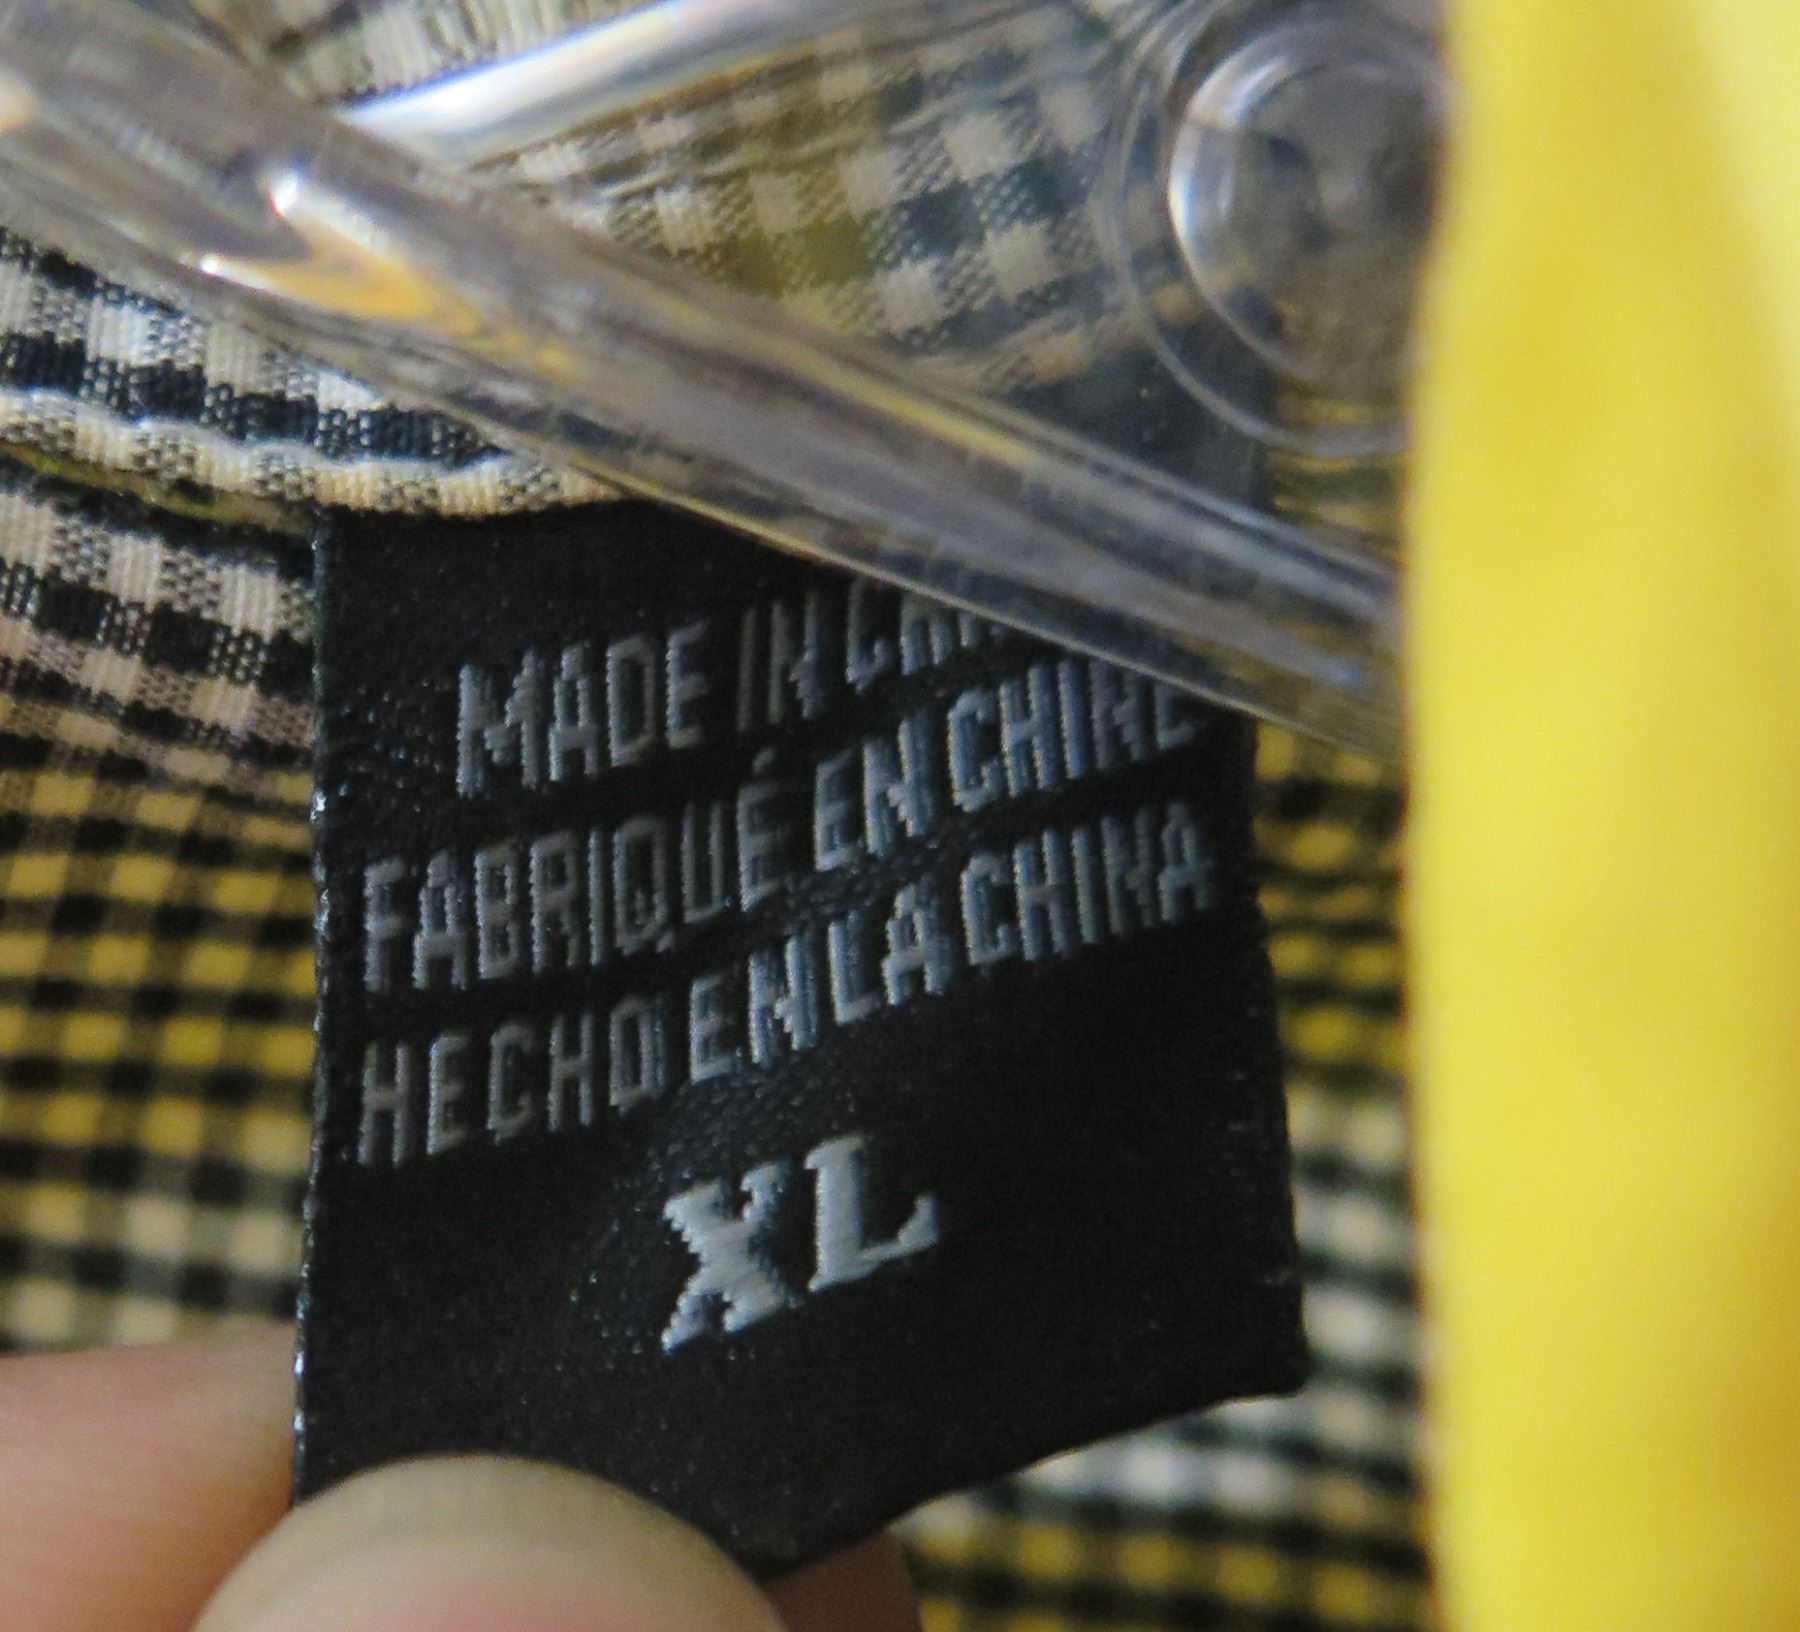 MADE IN
FABRIQUÉ EN CHINE
HECHO EN LA CHINA
XL